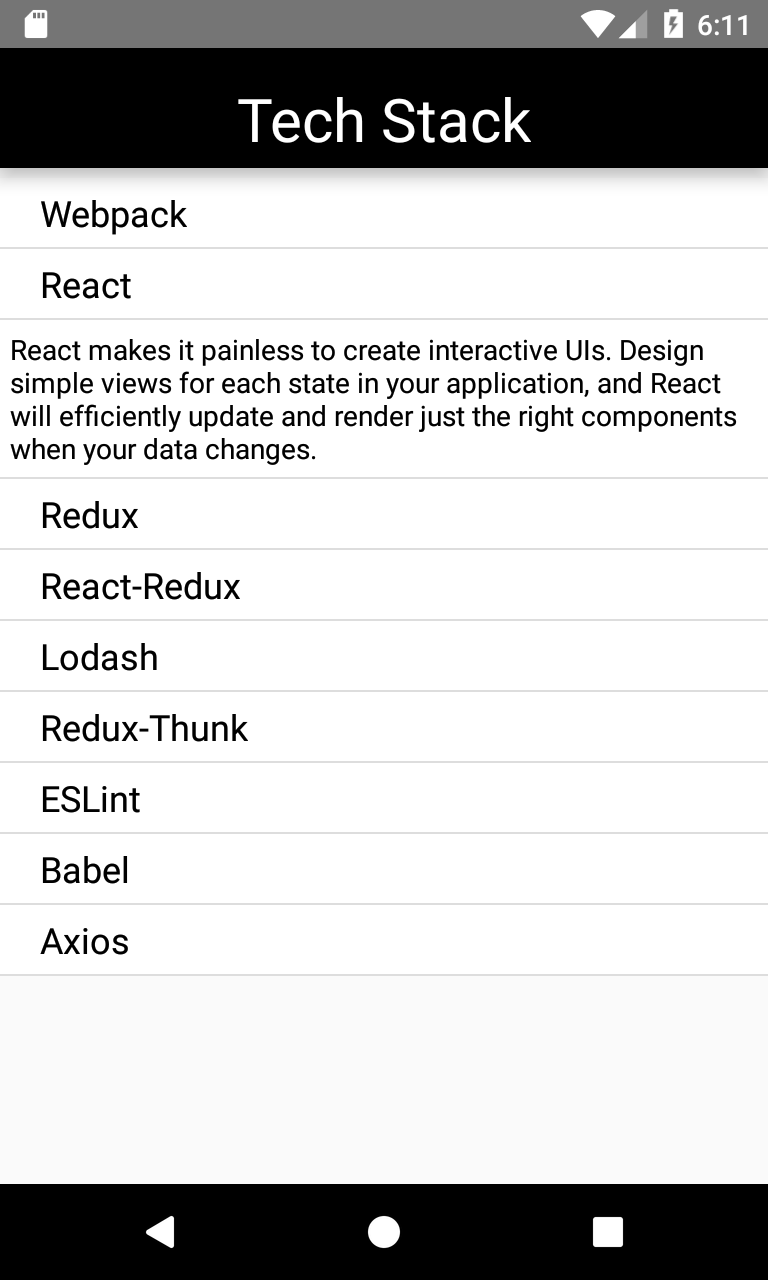 6:11
Tech Stack
Webpack
React
React makes it painless to create interactive UIs. Design
simple views for each state in your application, and React
will efficiently update and render just the right components
when your data changes.
Redux
React-Redux
Lodash
Redux-Thunk
ESLint
Babel
Axios